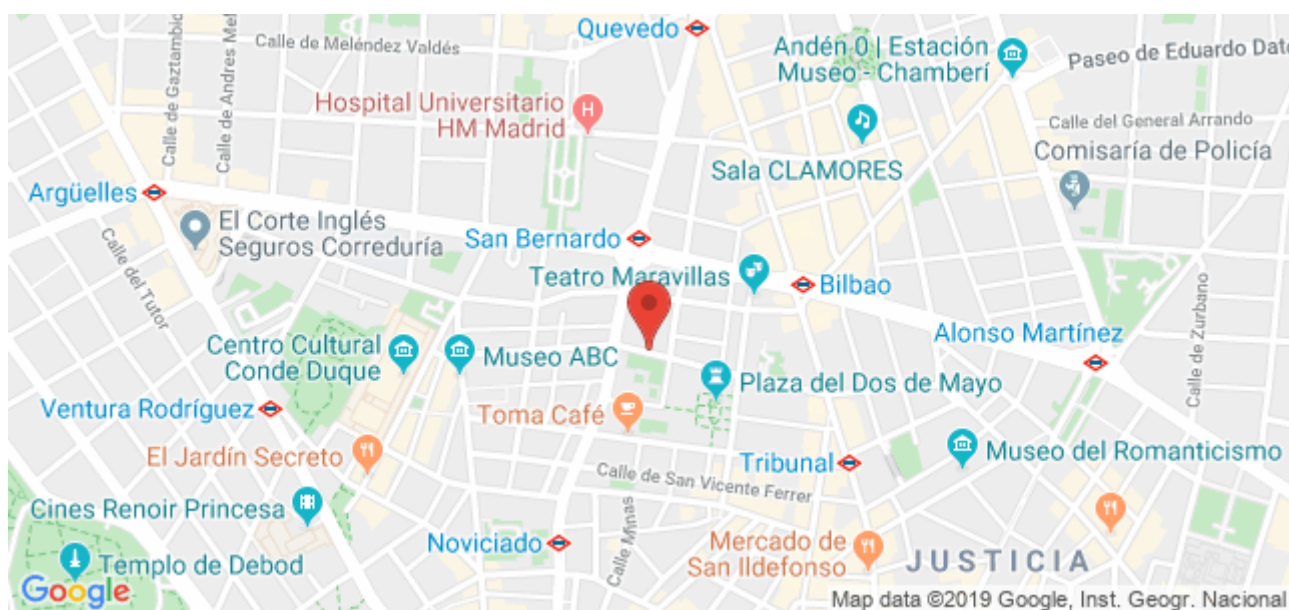 Quevedo
Calle de Meléndez Valdés
Andén 0 | Estación
Museo - Chamberí
Paseo de Eduardo Dato
Calle de Gaztambide
Calle de Andres Mel
Hospital Universitario
HM Madrid
Calle del General Arrando
Comisaría de Policía
Sala CLAMORES
Argüelles
El Corte Inglés
Seguros Correduría
San Bernardo
Teatro Maravillas
Bilbao
Calle del Tutor
Alonso Martínez
Calle de Zurbano
Centro Cultural
Conde Duque
Museo ABC
Plaza del Dos de Mayo
Ventura Rodríguez
Toma Café
El Jardín Secreto
Tribunal
Museo del Romanticismo
Calle de San Vicente Ferrer
Cines Renoir Princesa
Calle Minas
Noviciado
Mercado de
San Ildefonso
JUSTICIA
Templo de Debod
Google
Map data ©2019 Google, Inst. Geogr. Nacional